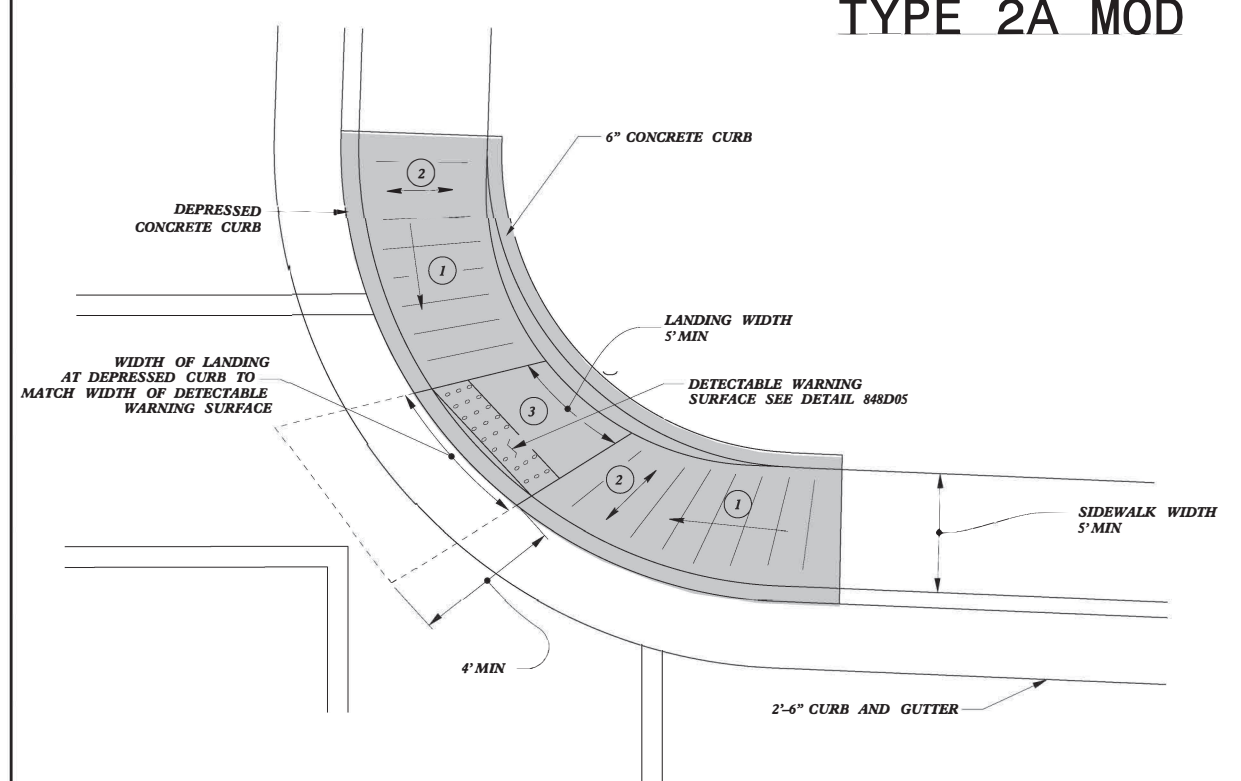 TYPE 2A MOD
6" CONCRETE CURB
2
DEPRESSED
CONCRETE CURB
1
LANDING WIDTH
5' MIN
WIDTH OF LANDING
AT DEPRESSED CURB TO
MATCH WIDTH OF DETECTABLE
WARNING SURFACE
DETECTABLE WARNING
SURFACE SEE DETAIL 848D05
3
2
1
SIDEWALK WIDTH
5' MIN
4' MIN
2'-6" CURB AND GUTTER